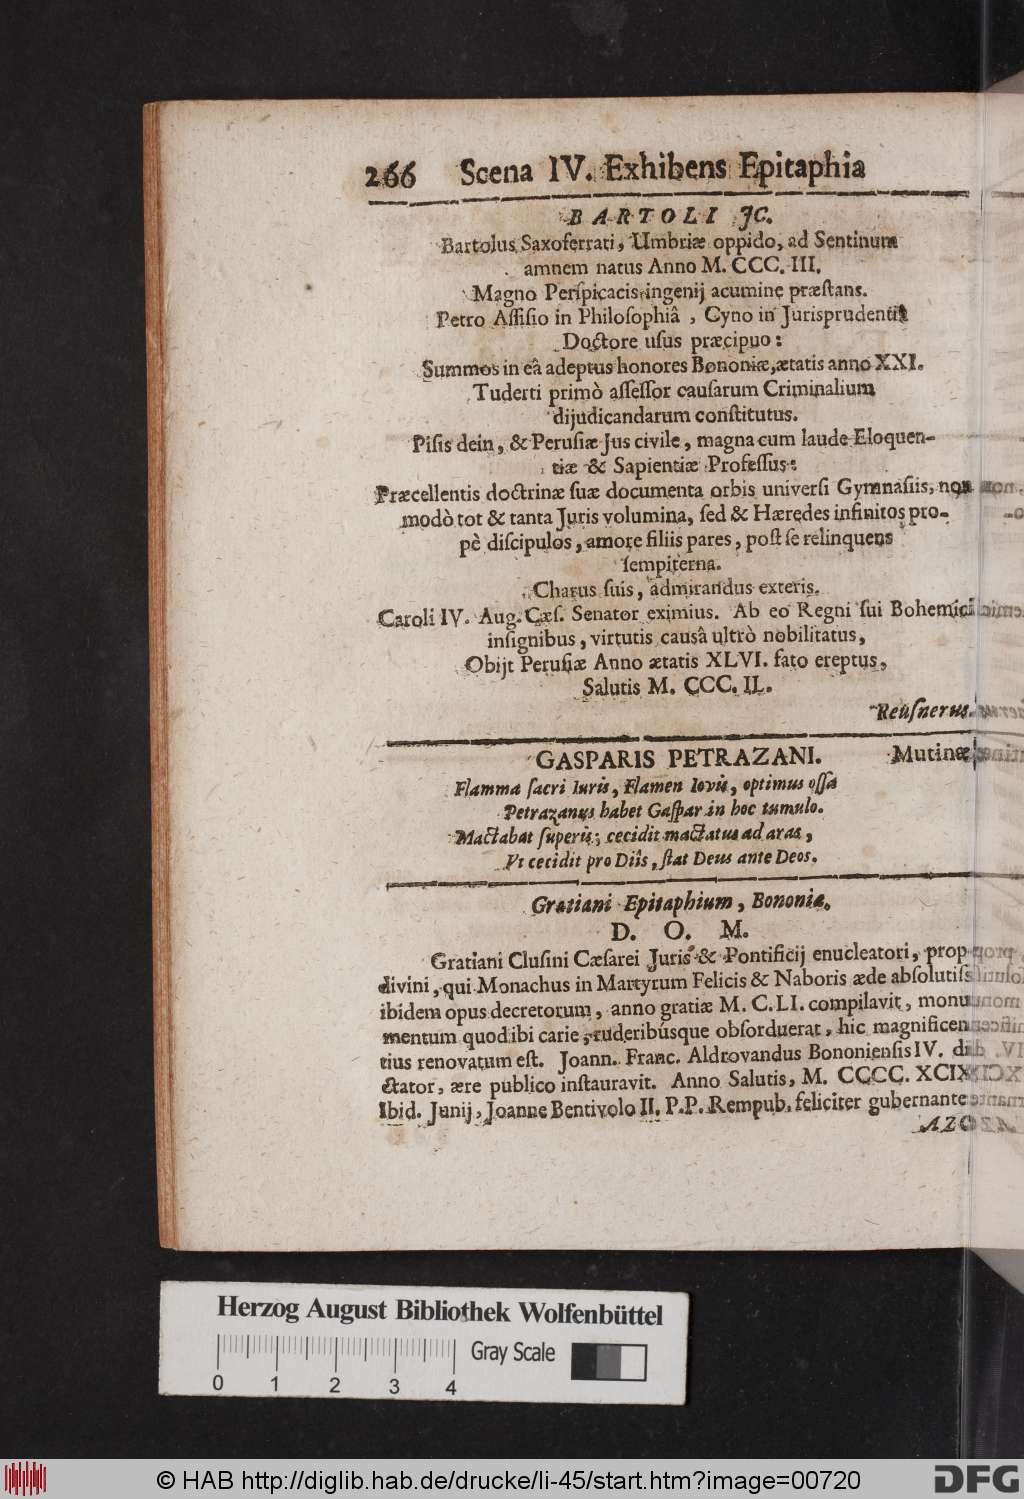 266 Scena IV. Exhibens Epitaphia
BARTOLI JC.
Bartolus Saxoferrati, Umbriæ oppido, ad Sentinum
amnem natus Anno M. CCC. III.
Magno Perſpicacis ingenij acumine præſtans.
Petro Aſſiſio in Philoſophiâ, Cyno in Jurisprudentiâ
Doctore uſus præcipuo:
Summos in eâ adeptus honores Bononiæ, ætatis anno XXI.
Tuderti primò aſſeſſor cauſarum Criminalium
dijudicandarum conſtitutus.
Piſis dein, & Peruſiæ Jus civile, magna cum laude Eloquen-
tiæ & Sapientiæ Profeſſus:
Præcellentis doctrinæ ſuæ documenta orbis univerſi Gymnaſiis, non
modò tot & tanta Juris volumina, ſed & Hæredes infinitos pro-
pè diſcipulos, amore filiis pares, poſt ſe relinquens
ſempiterna.
Charus ſuis, admirandus exteris.
Caroli IV. Aug. Cæſ. Senator eximius. Ab eo Regni ſui Bohemici
inſignibus, virtutis causâ ultrò nobilitatus,
Obijt Peruſiæ Anno ætatis XLVI. fato ereptus,
Salutis M. CCC. IL.
Reuſnerus.
GASPARIS PETRAZANI. Mutineæ
Flamma ſacri Iuris, Flamen Iovis, optimus oſſa
Petrazanus habet Gaſpar in hoc tumulo.
Mactabat ſuperis; cecidit mactatus ad aras,
Vt cecidit pro Diis, ſtat Deus ante Deos.
Gratiani Epitaphium, Bononiæ.
D. O. M.
Gratiani Cluſini Cæſarei Juris & Pontificij enucleatori, prop
divini, qui Monachus in Martyrum Felicis & Naboris æde abſolutiſs
ibidem opus decretorum, anno gratiæ M. C. LI. compilavit, monu
mentum quod ibi carie, ruderibúsque obſorduerat, hic magnificen
tius renovatum eſt. Joann. Franc. Aldrovandus Bononienſis IV. di
ctator, ære publico inſtauravit. Anno Salutis, M. CCCC. XCIX
Ibid. Junij, Joanne Bentivolo II. P.P. Rempub. feliciter gubernante
AZO
Herzog August Bibliothek Wolfenbüttel
0 1 2 3 4 Gray Scale
© HAB http://diglib.hab.de/drucke/li-45/start.htm?image=00720 DFG